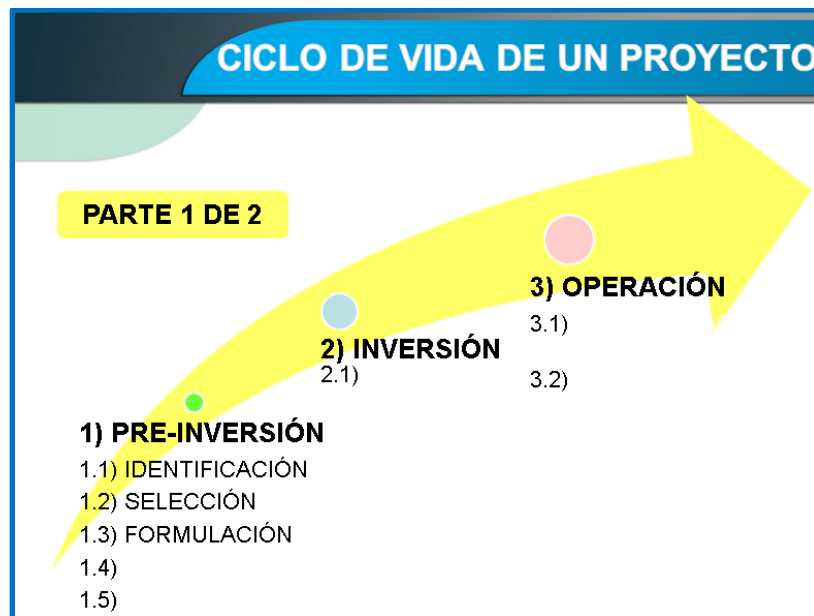 CICLO DE VIDA DE UN PROYECTO
PARTE 1 DE 2
3) OPERACIÓN
3.1)
3.2)
2) INVERSIÓN
2.1)
1) PRE-INVERSIÓN
1.1) IDENTIFICACIÓN
1.2) SELECCIÓN
1.3) FORMULACIÓN
1.4)
1.5)